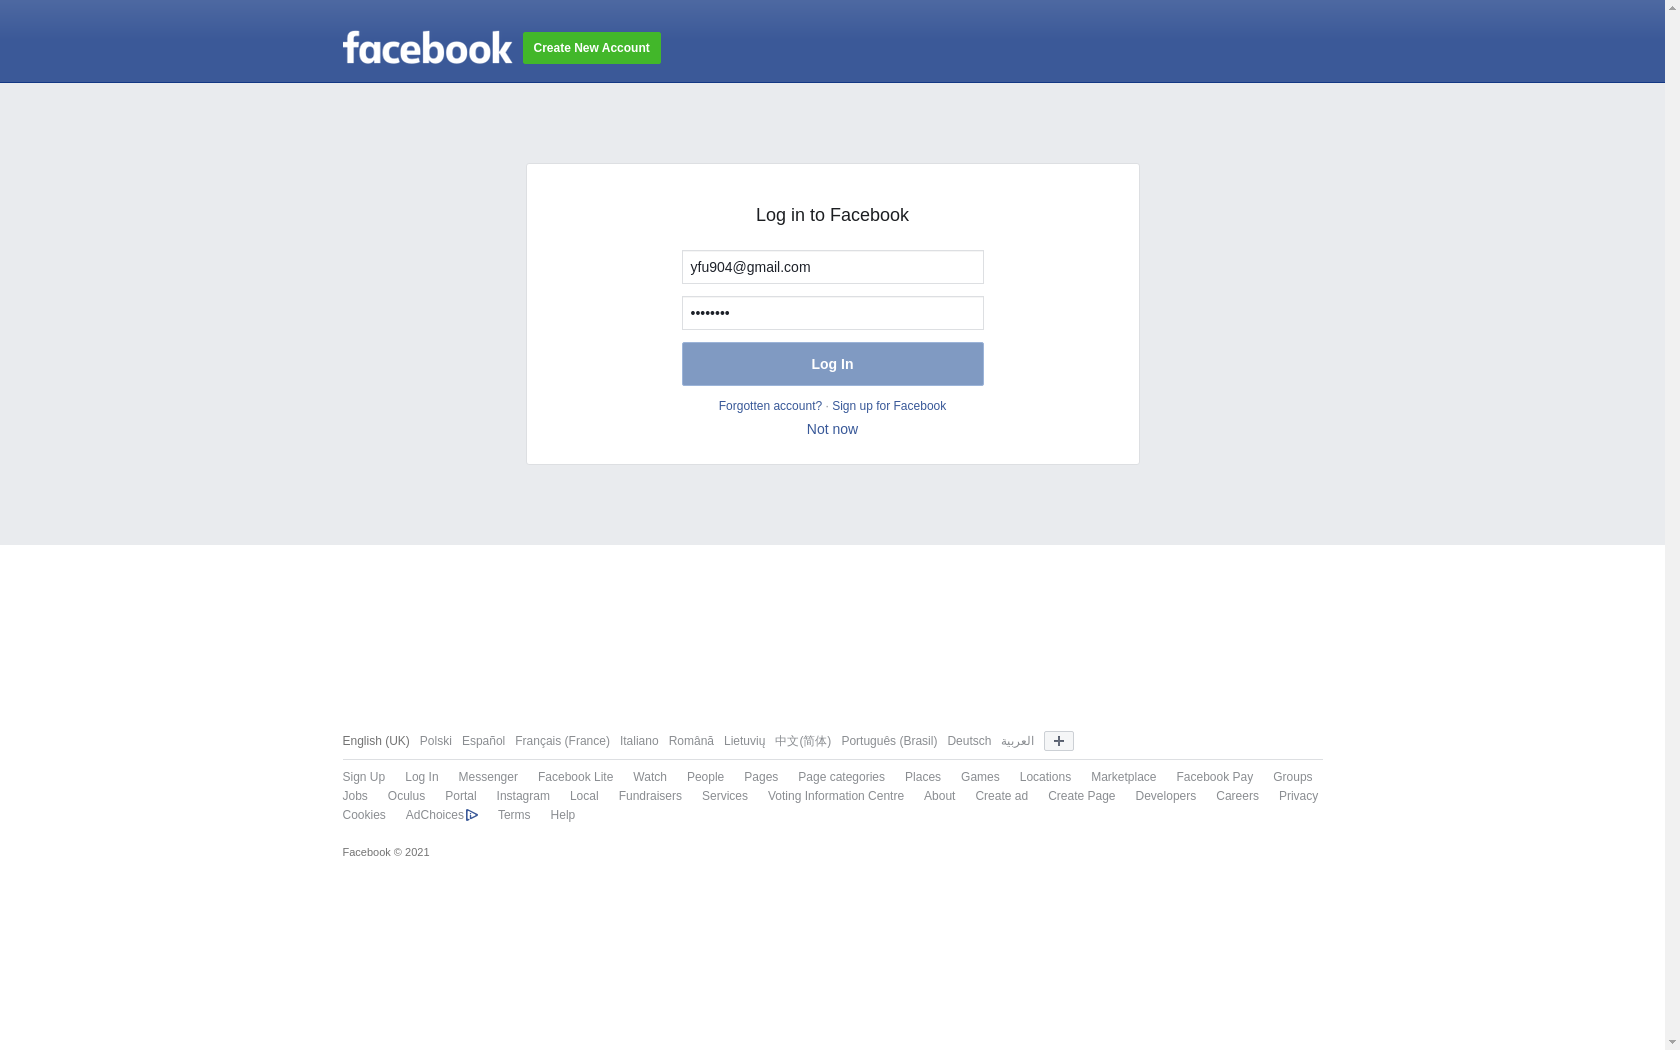 facebook Create New Account
Log in to Facebook
yfu904@gmail.com
••••••••
Log In
Forgotten account? · Sign up for Facebook
Not now
English (UK) Polski Español Français (France) Italiano Română Lietuvių 中文(简体) Português (Brasil) Deutsch العربية
Sign Up Log In Messenger Facebook Lite Watch People Pages Page categories Places Games Locations Marketplace Facebook Pay Groups
Jobs Oculus Portal Instagram Local Fundraisers Services Voting Information Centre About Create ad Create Page Developers Careers Privacy
Cookies AdChoices Terms Help
Facebook © 2021